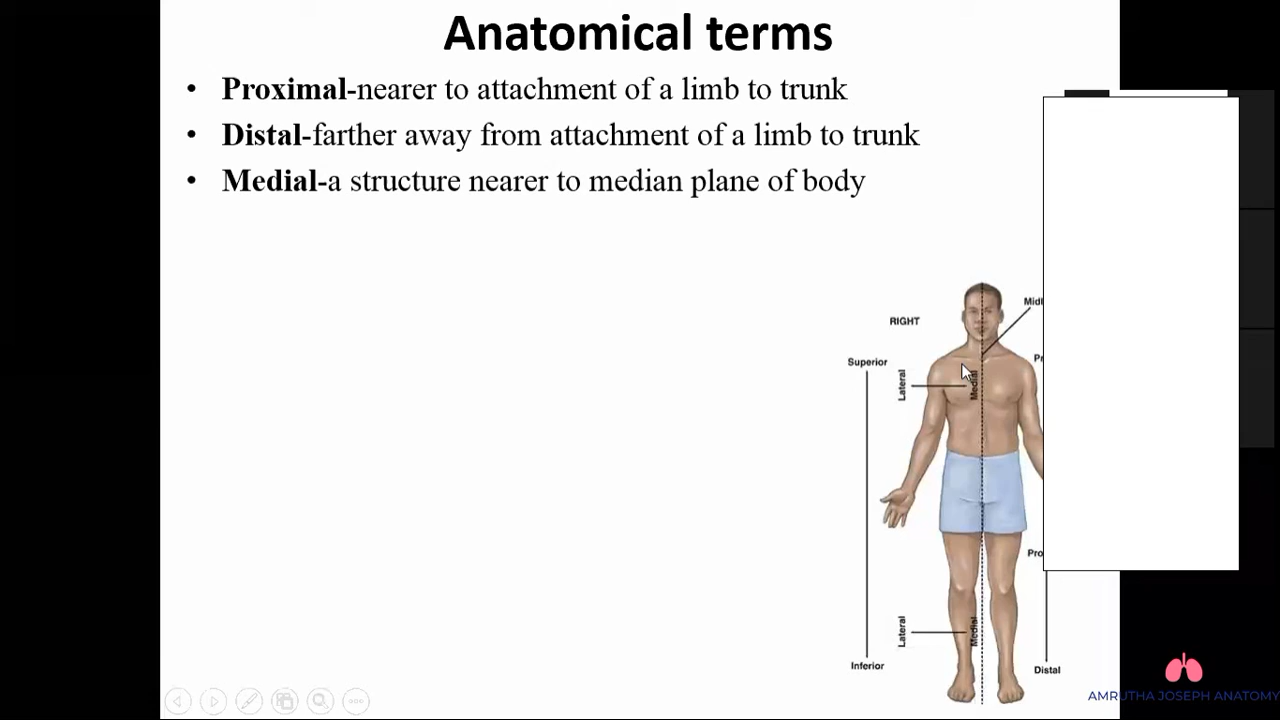 Anatomical terms
• Proximal-nearer to attachment of a limb to trunk
• Distal-farther away from attachment of a limb to trunk
• Medial-a structure nearer to median plane of body
RIGHT
Superior
Lateral
Medial
Lateral
Medial
Inferior
Distal
AMRUTHA JOSEPH ANATOMY